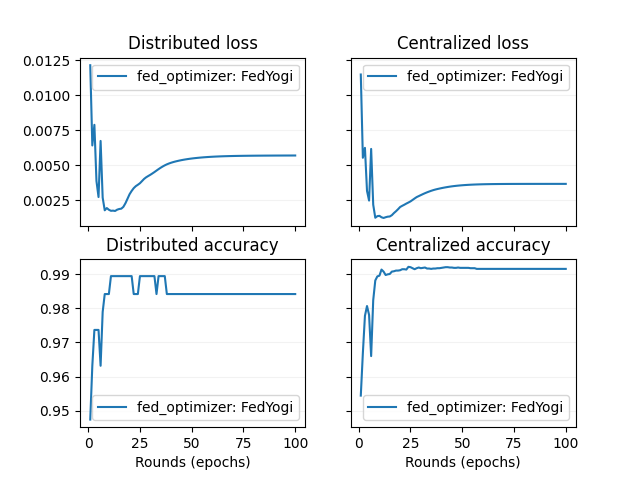 Distributed loss
Centralized loss
0.0125
0.0100
0.0075
0.0050
0.0025
fed_optimizer: FedYogi
fed_optimizer: FedYogi
Distributed accuracy
Centralized accuracy
0.99
0.98
0.97
0.96
0.95
fed_optimizer: FedYogi
fed_optimizer: FedYogi
0 25 50 75 100
0 25 50 75 100
Rounds (epochs)
Rounds (epochs)